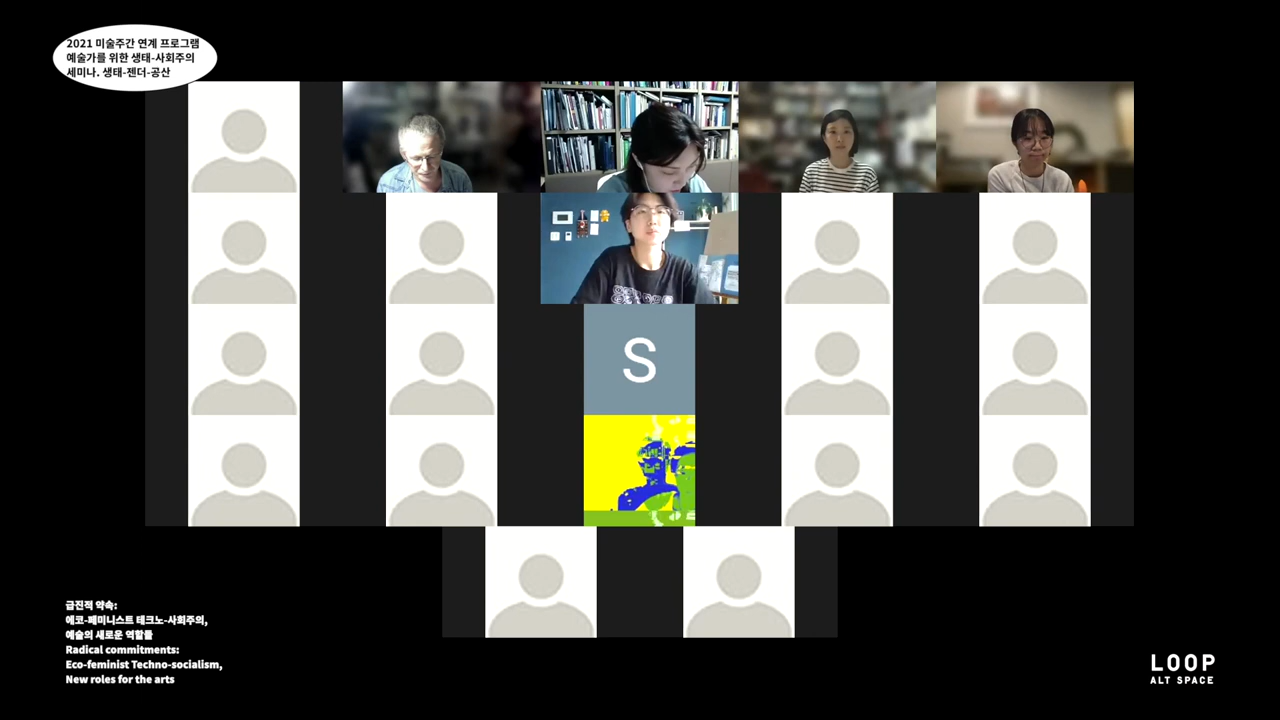 2021 미술주간 연계 프로그램
예술가를 위한 생태-사회주의
세미나. 생태-젠더-공산
S
급진적 약속:
에코-페미니스트 테크노-사회주의,
예술의 새로운 역할들
Radical commitments:
Eco-feminist Techno-socialism,
New roles for the arts
LOOP
ALT SPACE